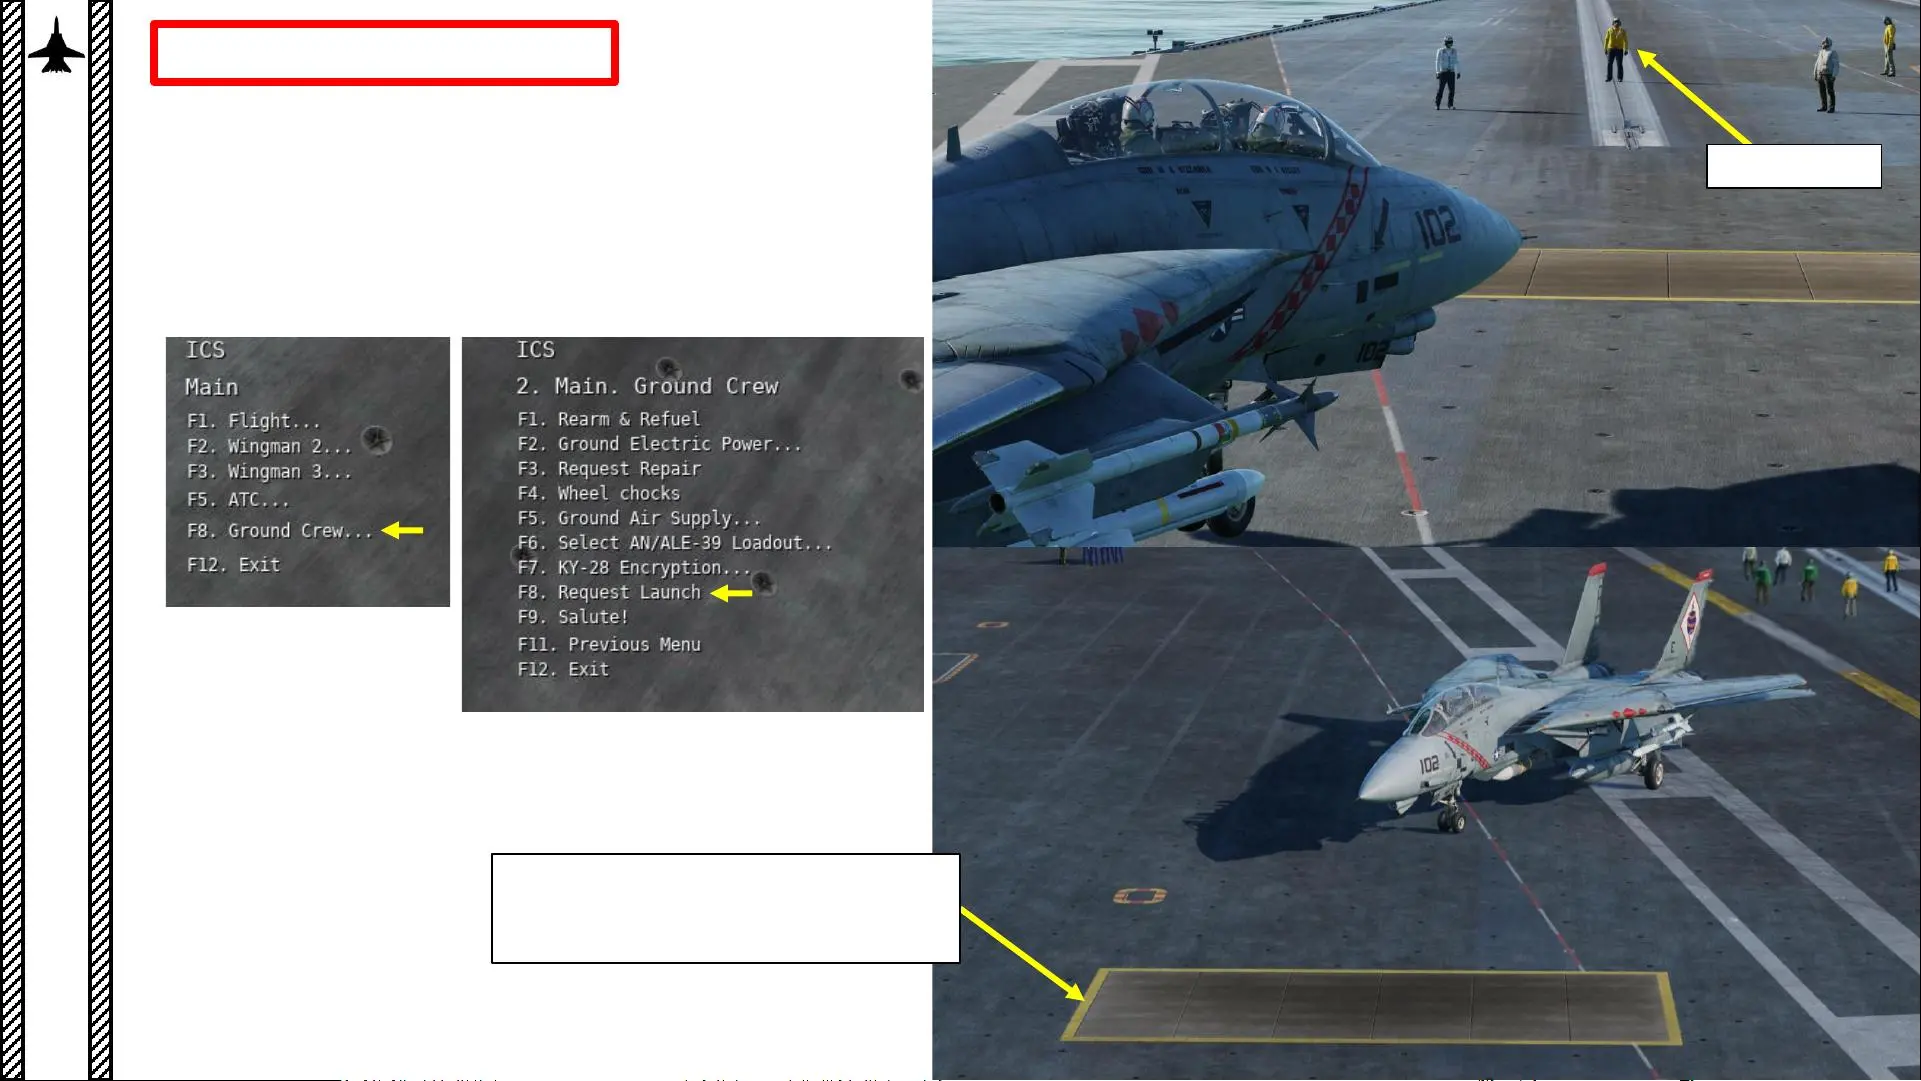 ICS
Main
F1. Flight...
F2. Wingman 2...
F3. Wingman 3...
F5. ATC...
F8. Ground Crew...
F12. Exit
ICS
2. Main. Ground Crew
F1. Rearm & Refuel
F2. Ground Electric Power...
F3. Request Repair
F4. Wheel chocks
F5. Ground Air Supply...
F6. Select AN/ALE-39 Loadout...
F7. KY-28 Encryption...
F8. Request Launch
F9. Salute!
F11. Previous Menu
F12. Exit
102
102
102